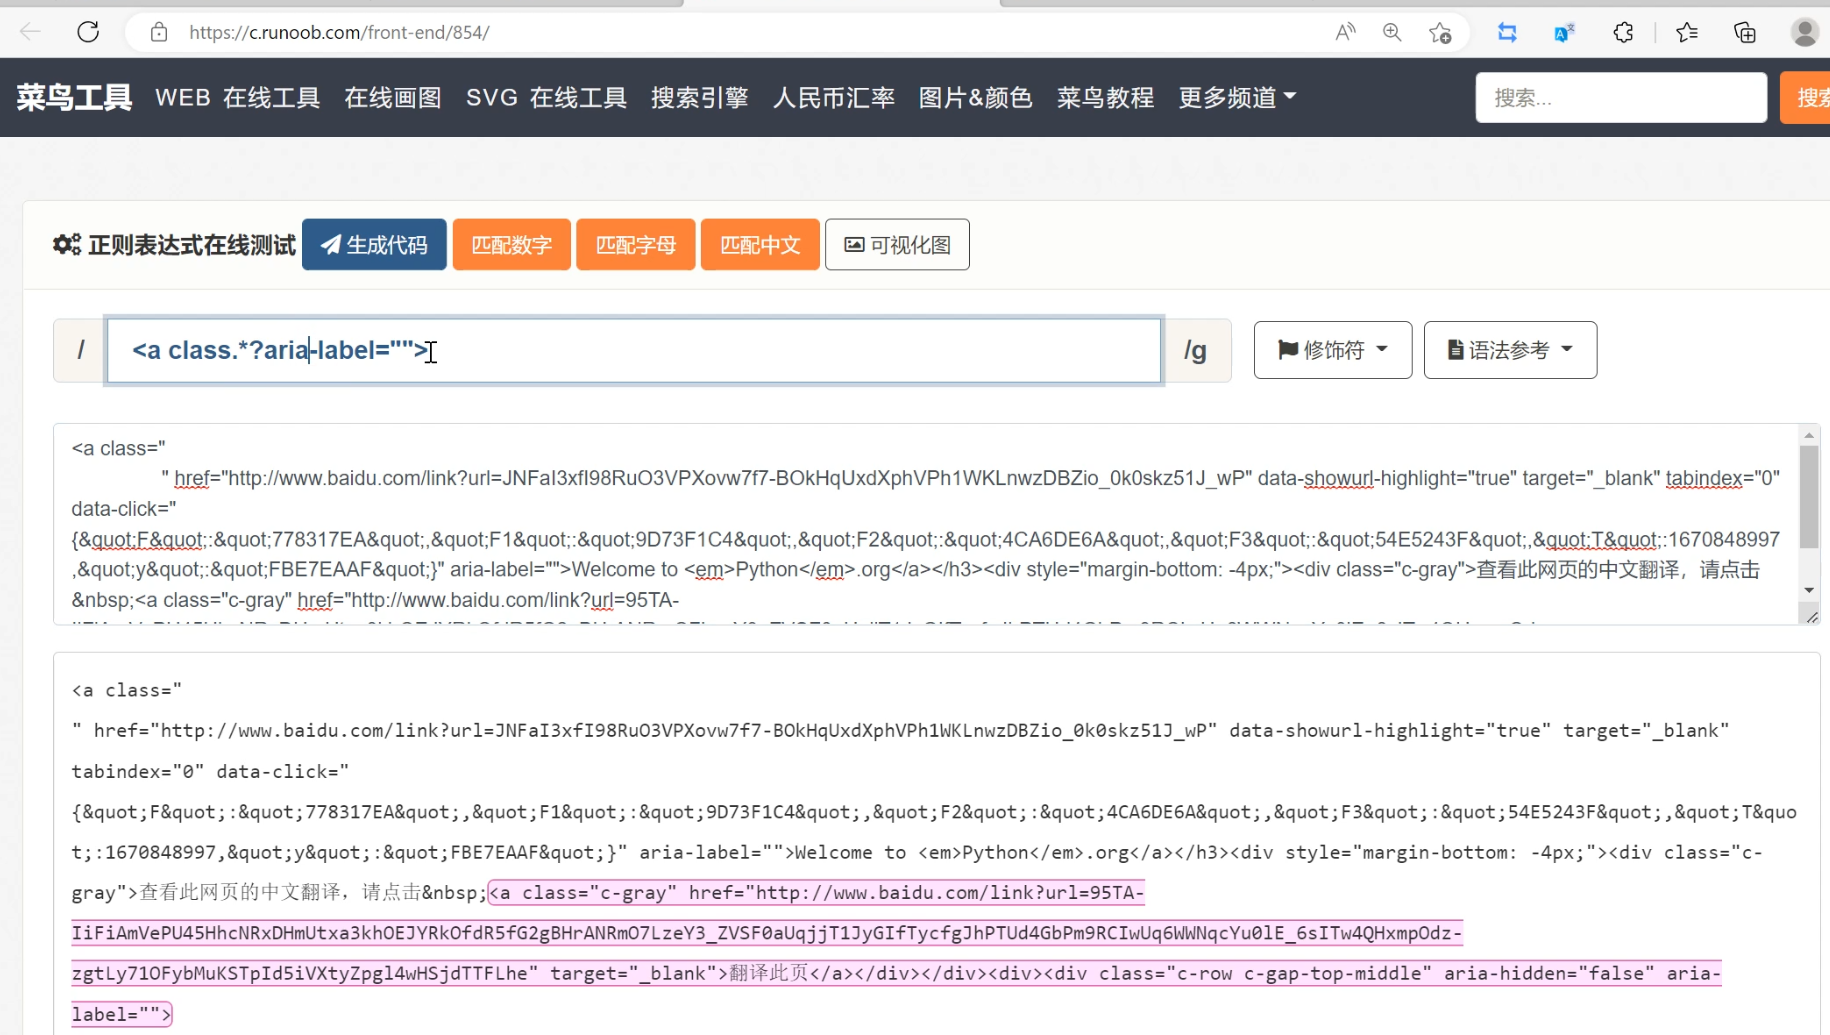 https://c.runoob.com/front-end/854/
菜鸟工具 WEB 在线工具 在线画图 SVG 在线工具 搜索引擎 人民币汇率 图片&颜色 菜鸟教程 更多频道 搜索... 搜索
正则表达式在线测试 生成代码 匹配数字 匹配字母 匹配中文 可视化图
/ <a class.*?aria-label=""> /g 修饰符 语法参考
<a class="
" href="http://www.baidu.com/link?url=JNFaI3xfI98RuO3VPXovw7f7-BOkHqUxdXphVPh1WKLnwzDBZio_0k0skz51J_wP" data-showurl-highlight="true" target="_blank" tabindex="0"
data-click="
{&quot;F&quot;:&quot;778317EA&quot;,&quot;F1&quot;:&quot;9D73F1C4&quot;,&quot;F2&quot;:&quot;4CA6DE6A&quot;,&quot;F3&quot;:&quot;54E5243F&quot;,&quot;T&quot;:1670848997
,&quot;y&quot;:&quot;FBE7EAAF&quot;}" aria-label="">Welcome to <em>Python</em>.org</a></h3><div style="margin-bottom: -4px;"><div class="c-gray">查看此网页的中文翻译，请点击
&nbsp;<a class="c-gray" href="http://www.baidu.com/link?url=95TA-
<a class="
" href="http://www.baidu.com/link?url=JNFaI3xfI98RuO3VPXovw7f7-BOkHqUxdXphVPh1WKLnwzDBZio_0k0skz51J_wP" data-showurl-highlight="true" target="_blank"
tabindex="0" data-click="
{&quot;F&quot;:&quot;778317EA&quot;,&quot;F1&quot;:&quot;9D73F1C4&quot;,&quot;F2&quot;:&quot;4CA6DE6A&quot;,&quot;F3&quot;:&quot;54E5243F&quot;,&quot;T&quo
t;:1670848997,&quot;y&quot;:&quot;FBE7EAAF&quot;}" aria-label="">Welcome to <em>Python</em>.org</a></h3><div style="margin-bottom: -4px;"><div class="c-
gray">查看此网页的中文翻译，请点击&nbsp;<a class="c-gray" href="http://www.baidu.com/link?url=95TA-
IiFiAmVePU45HhcNRxDHmUtxa3khOEJYRkOfdR5fG2gBHrANRmO7LzeY3_ZVSF0aUqjjT1JyGIfTycfgJhPTUd4GbPm9RCIwUq6WWNqcYu0lE_6sITw4QHxmpOdz-
zgtLy71OFybMuKSTpId5iVXtyZpgl4wHSjdTTFLhe" target="_blank">翻译此页</a></div></div><div><div class="c-row c-gap-top-middle" aria-hidden="false" aria-
label="">